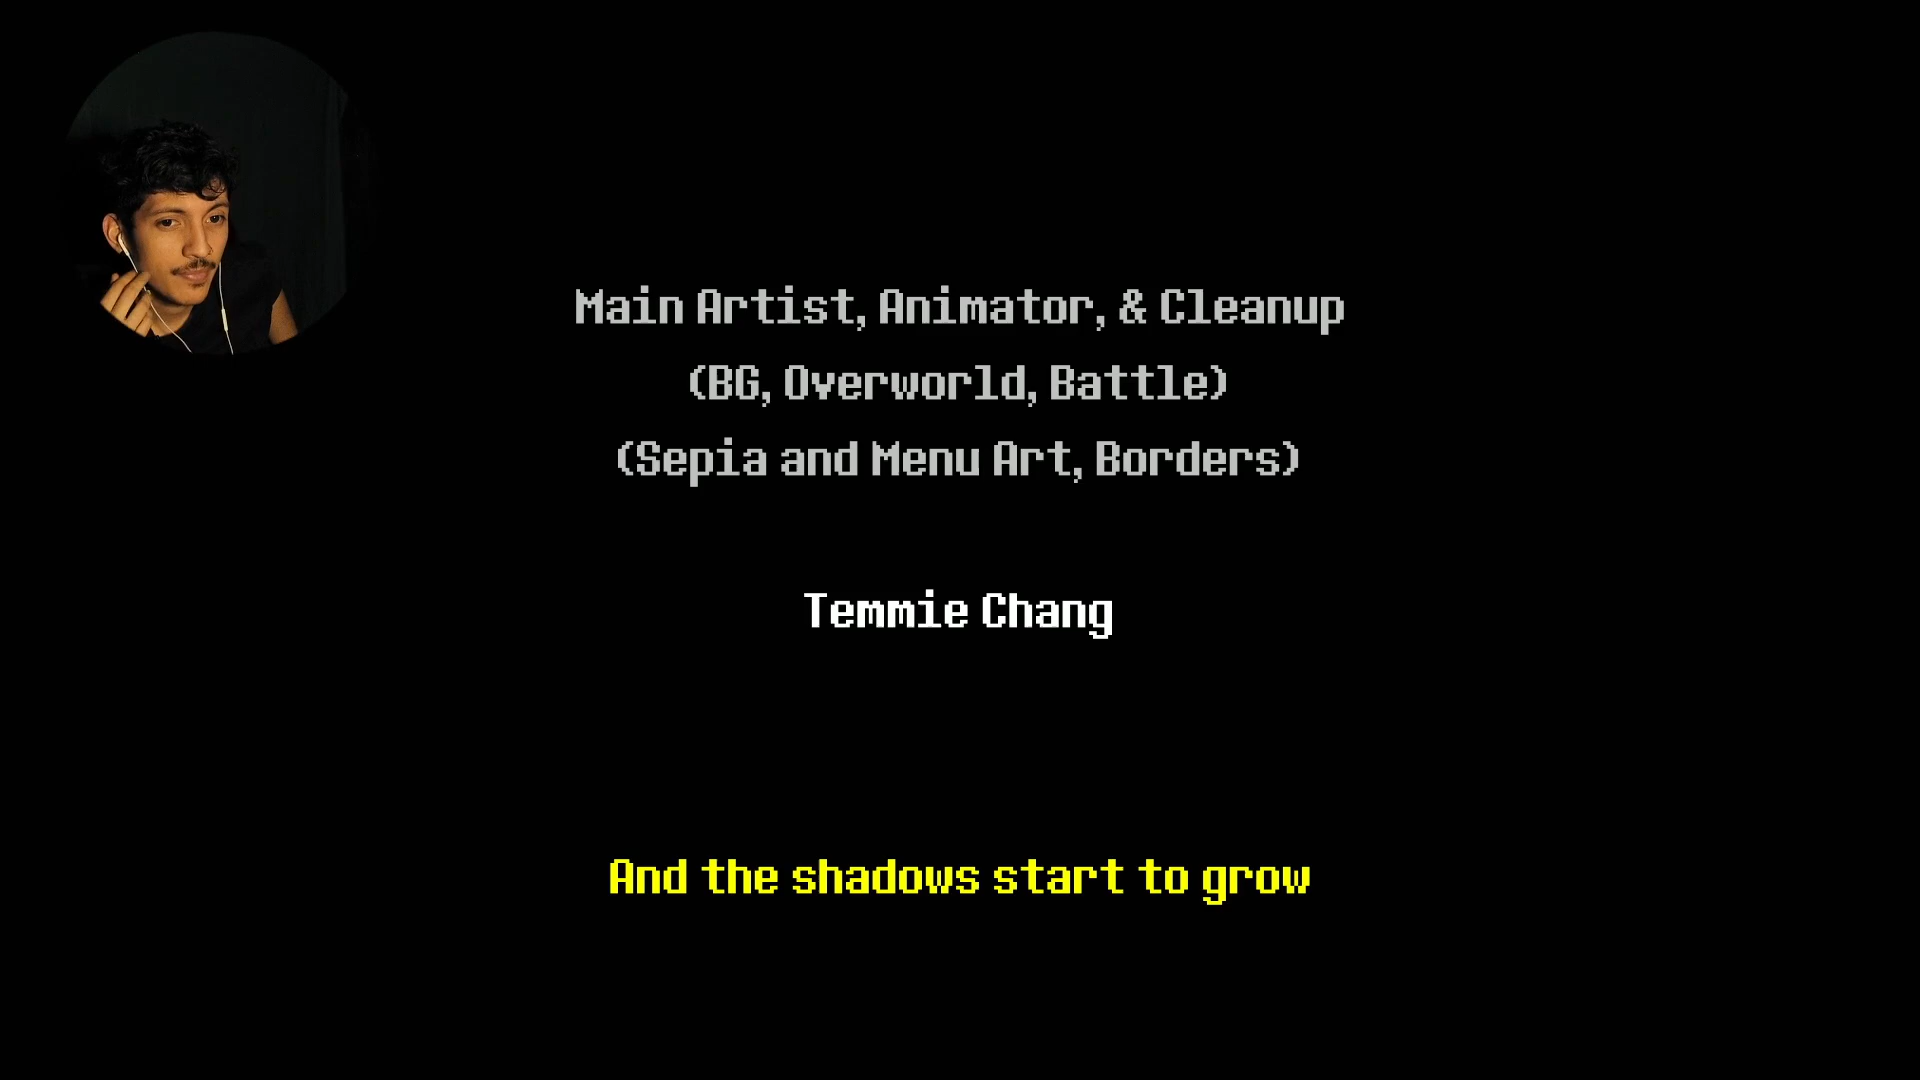 Main Artist, Animator, & Cleanup
(BG, Overworld, Battle)
(Sepia and Menu Art, Borders)
Temmie Chang
And the shadows start to grow